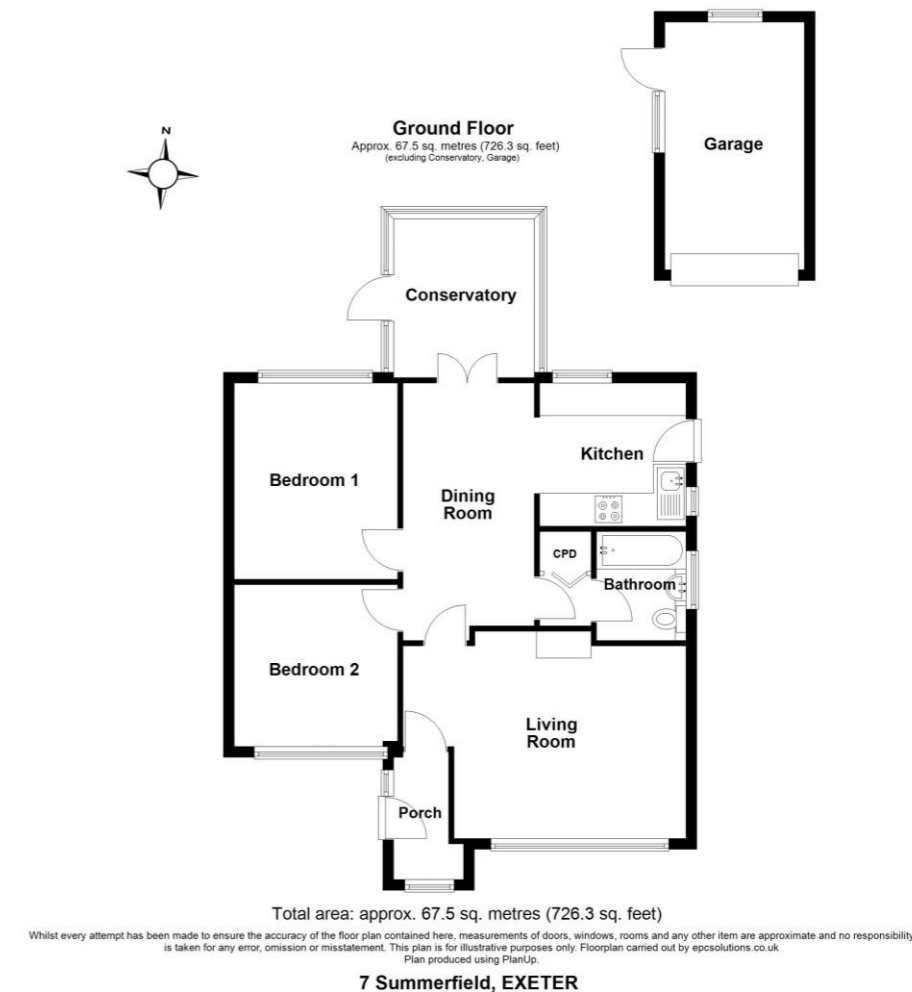 Garage
N
Ground Floor
Approx. 67.5 sq. metres (726.3 sq. feet)
(excluding Conservatory, Garage)
Conservatory
Kitchen
Bedroom 1
Dining
Room
CPD
Bathroom
Bedroom 2
Living
Room
Porch
Total area: approx. 67.5 sq. metres (726.3 sq. feet)
Whilst every attempt has been made to ensure the accuracy of the floor plan contained here, measurements of doors, windows, rooms and any other item are approximate and no responsibility
is taken for any error, omission or misstatement. This plan is for illustrative purposes only. Floorplan carried out by epcsolutions.co.uk
Plan produced using PlanUp.
7 Summerfield, EXETER